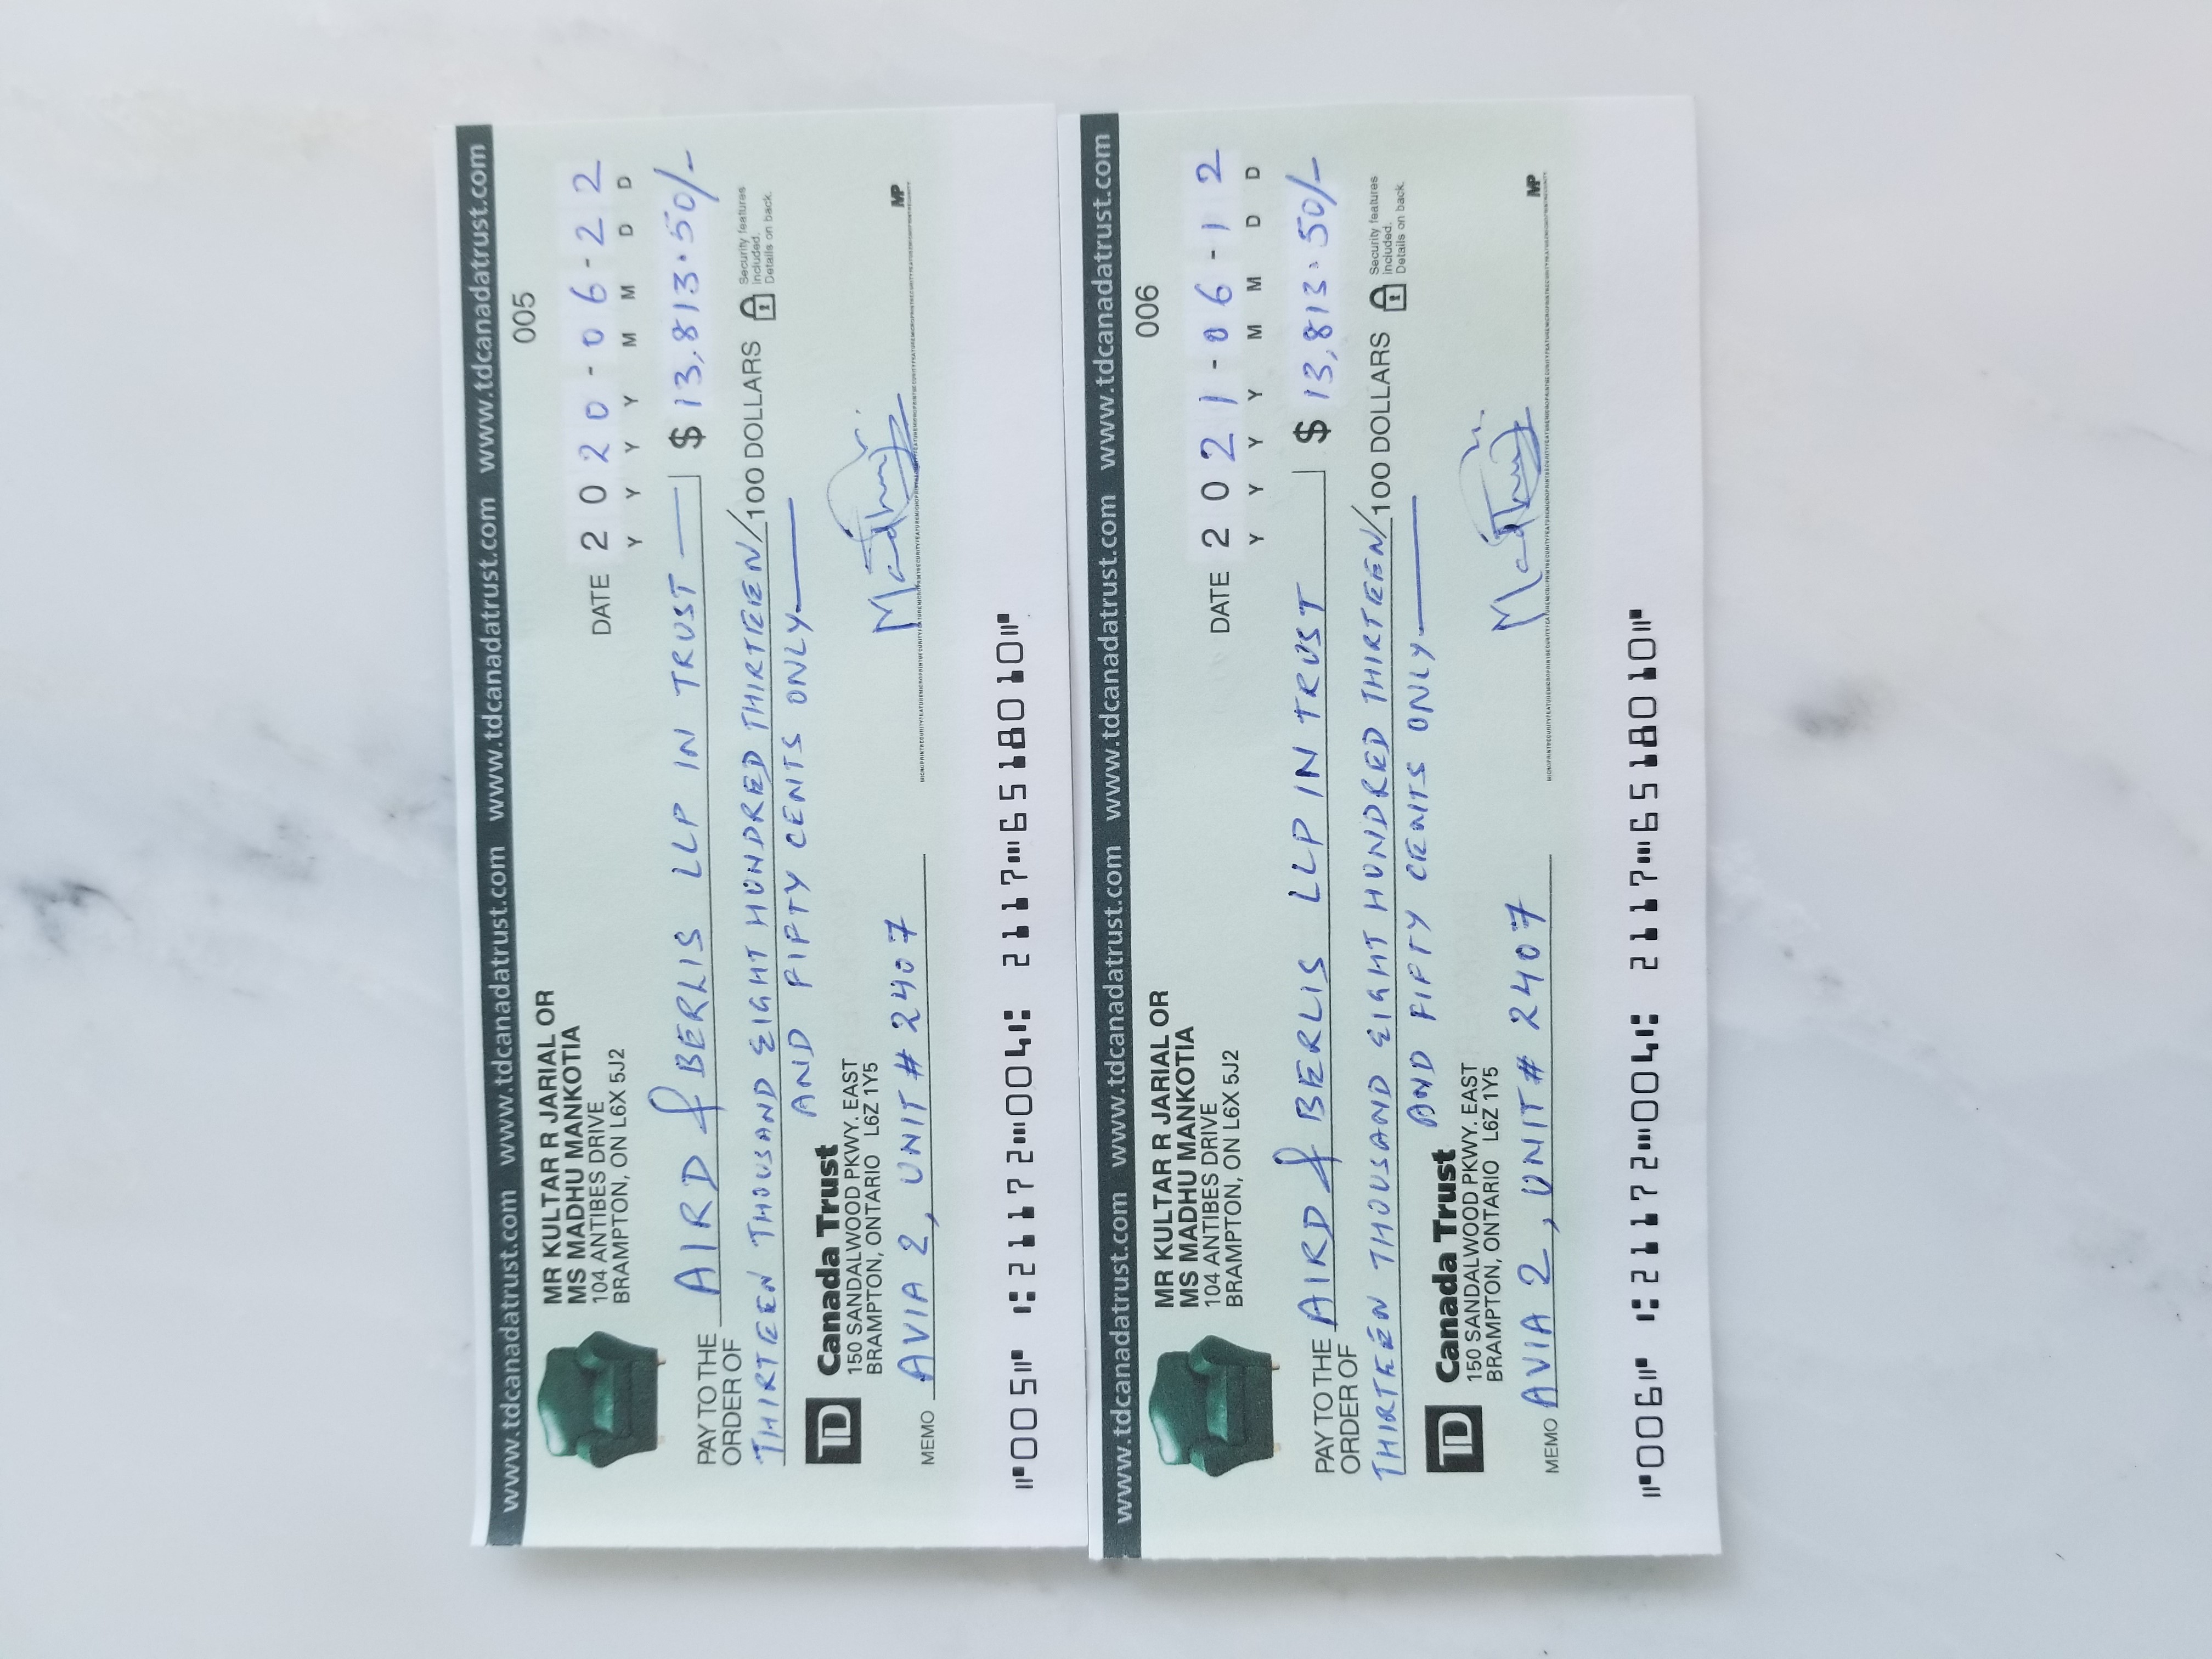 www.tdcanadatrust.com www.tdcanadatrust.com www.tdcanadatrust.com www.tdcanadatrust.com
005
MR KULTAR R JARIAL OR
MS MADHU MANKOTIA
104 ANTIBES DRIVE
BRAMPTON, ON L6X 5J2
DATE 2020-06-22
Y Y Y Y M M D D
PAY TO THE ORDER OF AIRD & BERLIS LLP IN TRUST $ 13,813.50/-
THIRTEEN THOUSAND EIGHT HUNDRED THIRTEEN/100 DOLLARS
Security features included. Details on back.
AND FIFTY CENTS ONLY
TD Canada Trust
150 SANDALWOOD PKWY. EAST
BRAMPTON, ONTARIO L6Z 1Y5
MEMO AVIA 2, UNIT # 2407
MP
⑈005⑈ ⑆21172⑉004⑆ 2117⑉6518010⑈
www.tdcanadatrust.com www.tdcanadatrust.com www.tdcanadatrust.com www.tdcanadatrust.com
006
MR KULTAR R JARIAL OR
MS MADHU MANKOTIA
104 ANTIBES DRIVE
BRAMPTON, ON L6X 5J2
DATE 2021-06-12
Y Y Y Y M M D D
PAY TO THE ORDER OF AIRD & BERLIS LLP IN TRUST $ 13,813.50/-
THIRTEEN THOUSAND EIGHT HUNDRED THIRTEEN/100 DOLLARS
Security features included. Details on back.
AND FIFTY CENTS ONLY
TD Canada Trust
150 SANDALWOOD PKWY. EAST
BRAMPTON, ONTARIO L6Z 1Y5
MEMO AVIA 2, UNIT # 2407
MP
⑈006⑈ ⑆21172⑉004⑆ 2117⑉6518010⑈